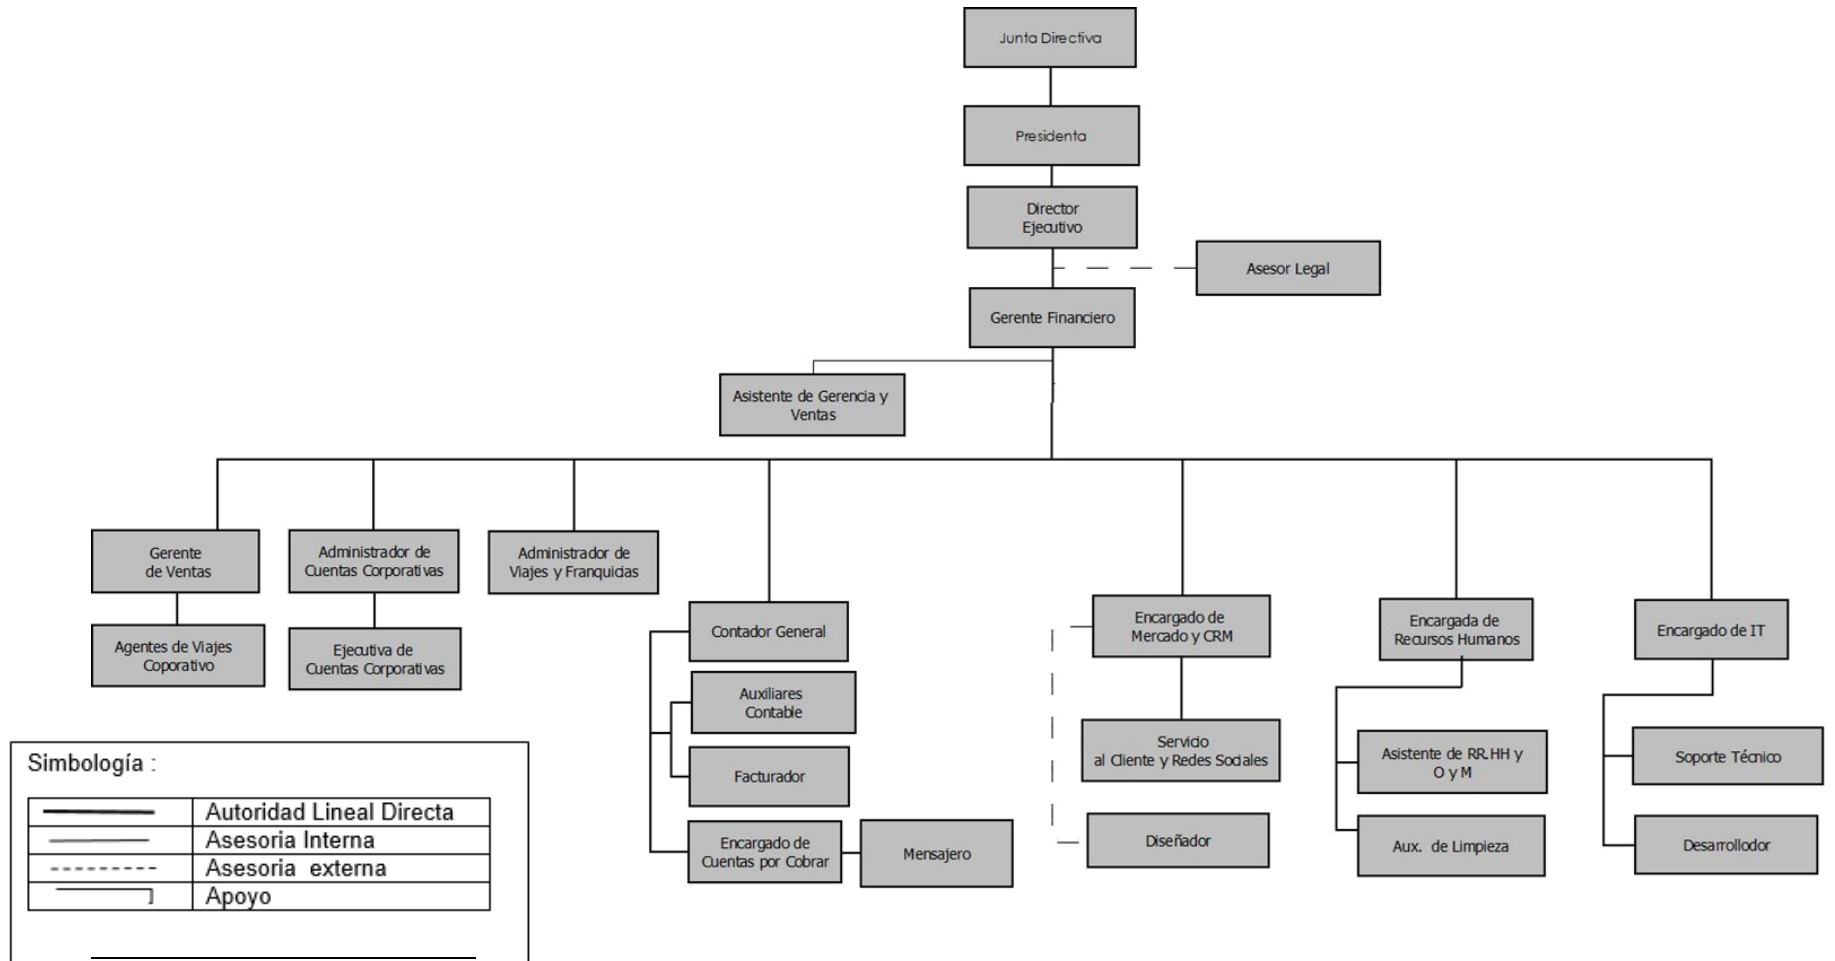 Junta Directiva
Presidenta
Director
Ejecutivo
Asesor Legal
Gerente Financiero
Asistente de Gerencia y
Ventas
Gerente
de Ventas
Administrador de
Cuentas Corporativas
Administrador de
Viajes y Franquicias
Agentes de Viajes
Coporativo
Ejecutiva de
Cuentas Corporativas
Contador General
Auxiliares
Contable
Facturador
Encargado de
Cuentas por Cobrar
Mensajero
Encargado de
Mercado y CRM
Servicio
al Cliente y Redes Sociales
Diseñador
Encargada de
Recursos Humanos
Asistente de RR.HH y
O y M
Aux. de Limpieza
Encargado de IT
Soporte Técnico
Desarrollodor
Simbología :
Autoridad Lineal Directa
Asesoria Interna
Asesoria externa
Apoyo